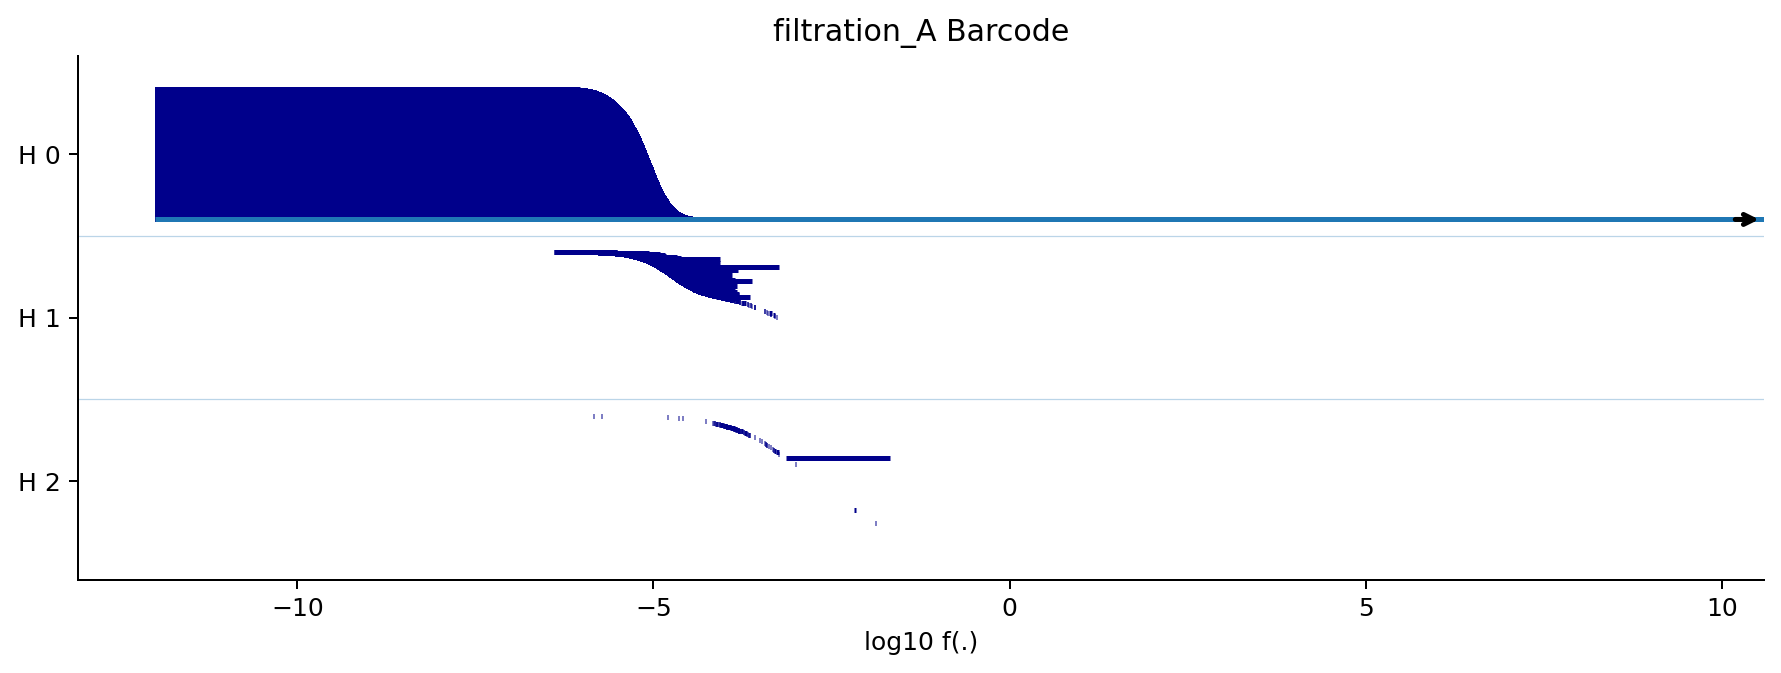 filtration_A Barcode
H 0
H 1
H 2
−10
−5
0
5
10
log10 f(.)